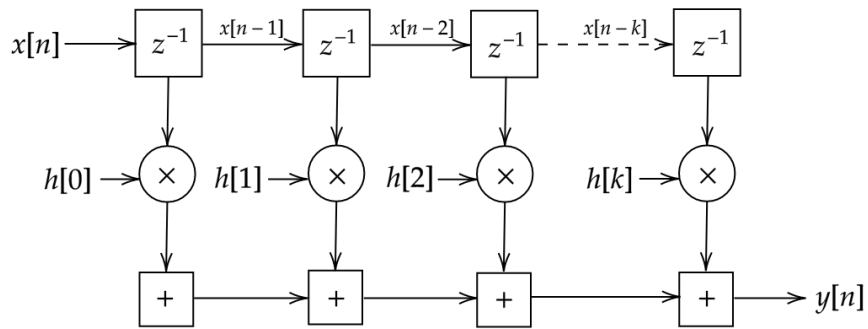 x[n]
z⁻¹
x[n − 1]
z⁻¹
x[n − 2]
z⁻¹
x[n − k]
z⁻¹
h[0]
×
h[1]
×
h[2]
×
h[k]
×
+
+
+
+
y[n]